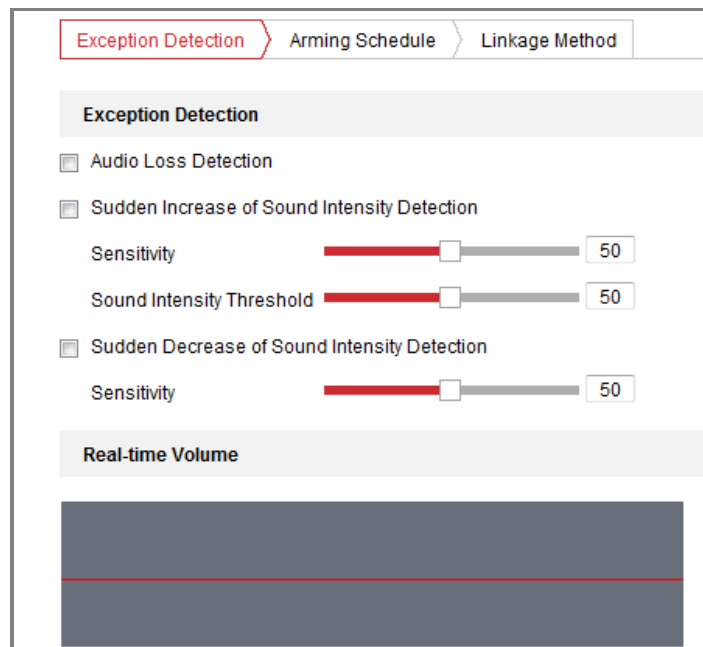 Exception Detection Arming Schedule Linkage Method
Exception Detection
Audio Loss Detection
Sudden Increase of Sound Intensity Detection
Sensitivity 50
Sound Intensity Threshold 50
Sudden Decrease of Sound Intensity Detection
Sensitivity 50
Real-time Volume